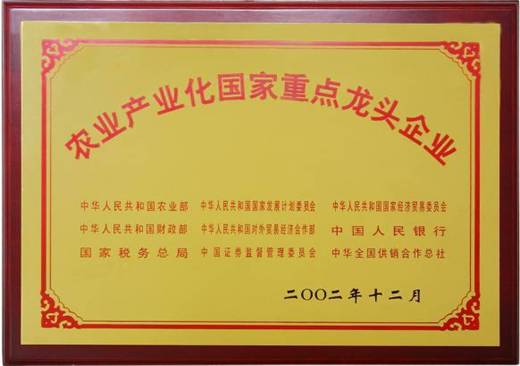 农业产业化国家重点龙头企业
中华人民共和国农业部 中华人民共和国国家发展计划委员会 中华人民共和国国家经济贸易委员会
中华人民共和国财政部 中华人民共和国对外贸易经济合作部 中国人民银行
国家税务总局 中国证券监督管理委员会 中华全国供销合作总社
二〇〇二年十二月